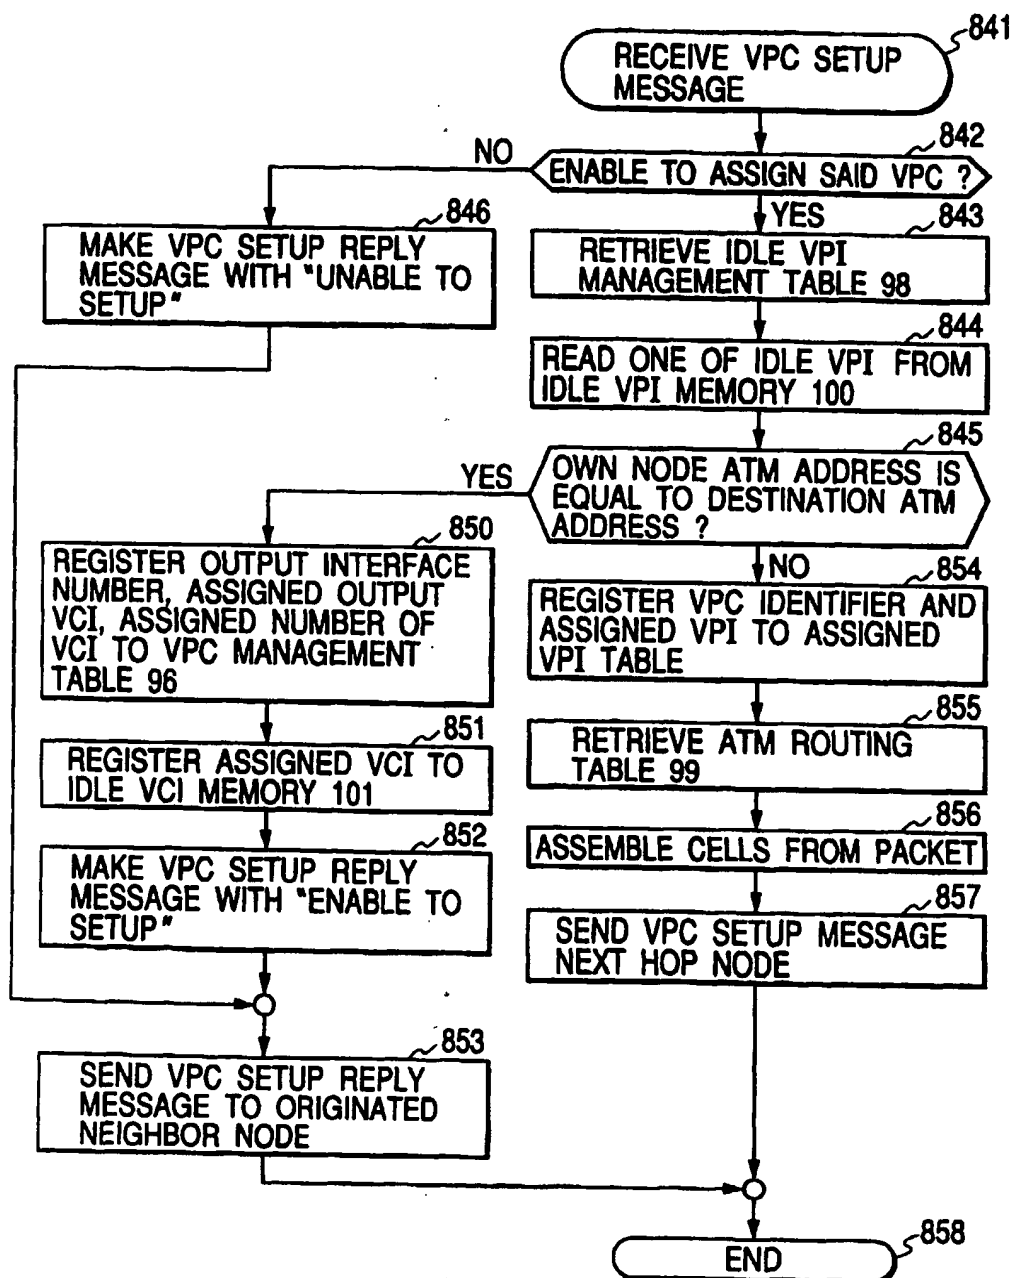 841
RECEIVE VPC SETUP
MESSAGE
842
NO
ENABLE TO ASSIGN SAID VPC ?
YES
843
RETRIEVE IDLE VPI
MANAGEMENT TABLE 98
846
MAKE VPC SETUP REPLY
MESSAGE WITH "UNABLE TO
SETUP"
844
READ ONE OF IDLE VPI FROM
IDLE VPI MEMORY 100
845
YES
OWN NODE ATM ADDRESS IS
EQUAL TO DESTINATION ATM
ADDRESS ?
NO
850
REGISTER OUTPUT INTERFACE
NUMBER, ASSIGNED OUTPUT
VCI, ASSIGNED NUMBER OF
VCI TO VPC MANAGEMENT
TABLE 96
854
REGISTER VPC IDENTIFIER AND
ASSIGNED VPI TO ASSIGNED
VPI TABLE
851
REGISTER ASSIGNED VCI TO
IDLE VCI MEMORY 101
855
RETRIEVE ATM ROUTING
TABLE 99
852
MAKE VPC SETUP REPLY
MESSAGE WITH "ENABLE TO
SETUP"
856
ASSEMBLE CELLS FROM PACKET
857
SEND VPC SETUP MESSAGE
NEXT HOP NODE
853
SEND VPC SETUP REPLY
MESSAGE TO ORIGINATED
NEIGHBOR NODE
858
END